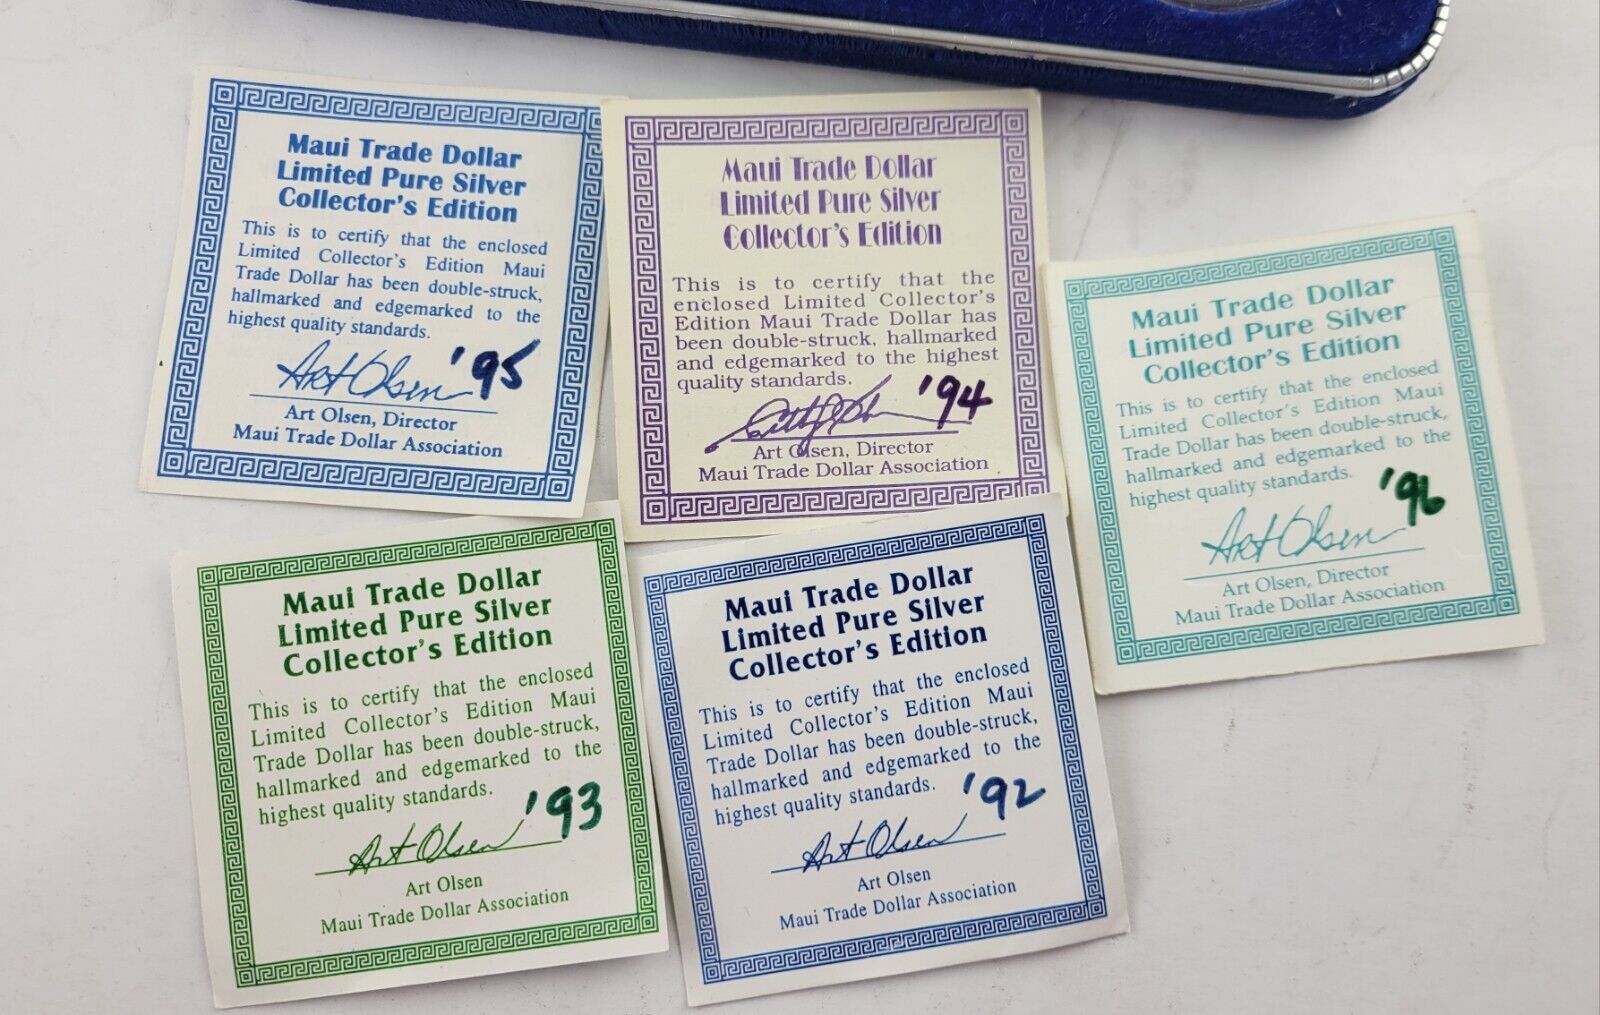 Maui Trade Dollar
Limited Pure Silver
Collector's Edition
This is to certify that the enclosed
Limited Collector's Edition Maui
Trade Dollar has been double-struck,
hallmarked and edgemarked to the
highest quality standards.
Art Olsen '95
Art Olsen, Director
Maui Trade Dollar Association
Maui Trade Dollar
Limited Pure Silver
Collector's Edition
This is to certify that the
enclosed Limited Collector's
Edition Maui Trade Dollar has
been double-struck, hallmarked
and edgemarked to the highest
quality standards.
'94
Art Olsen, Director
Maui Trade Dollar Association
Maui Trade Dollar
Limited Pure Silver
Collector's Edition
This is to certify that the enclosed
Limited Collector's Edition Maui
Trade Dollar has been double-struck,
hallmarked and edgemarked to the
highest quality standards.
Art Olsen '96
Art Olsen, Director
Maui Trade Dollar Association
Maui Trade Dollar
Limited Pure Silver
Collector's Edition
This is to certify that the enclosed
Limited Collector's Edition Maui
Trade Dollar has been double-struck,
hallmarked and edgemarked to the
highest quality standards.
Art Olsen '93
Art Olsen
Maui Trade Dollar Association
Maui Trade Dollar
Limited Pure Silver
Collector's Edition
This is to certify that the enclosed
Limited Collector's Edition Maui
Trade Dollar has been double-struck,
hallmarked and edgemarked to the
highest quality standards.
Art Olsen '92
Art Olsen
Maui Trade Dollar Association